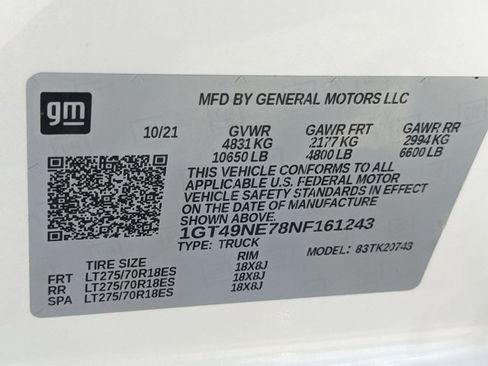 gm
MFD BY GENERAL MOTORS LLC
10/21 GVWR GAWR FRT GAWR RR
4831 KG 2177 KG 2994 KG
10650 LB 4800 LB 6600 LB
THIS VEHICLE CONFORMS TO ALL
APPLICABLE U.S. FEDERAL MOTOR
VEHICLE SAFETY STANDARDS IN EFFECT
ON THE DATE OF MANUFACTURE
SHOWN ABOVE.
1GT49NE78NF161243
TYPE: TRUCK MODEL: 83TK20743
TIRE SIZE RIM
FRT LT275/70R18ES 18X8J
RR LT275/70R18ES 18X8J
SPA LT275/70R18ES 18X8J